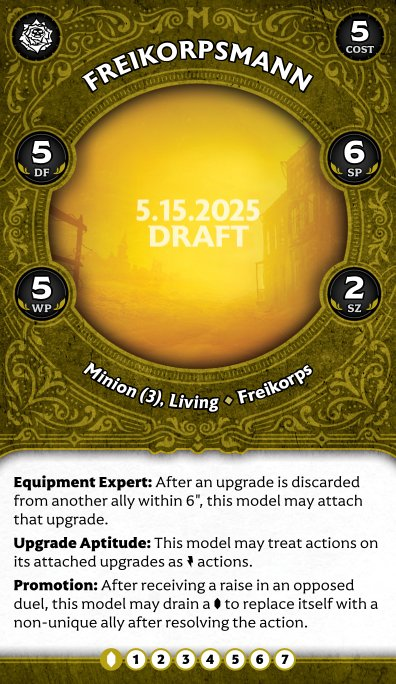 5
COST
FREIKORPSMANN
5
DF
6
SP
5.15.2025
DRAFT
5
WP
2
SZ
Minion (3), Living • Freikorps
Equipment Expert: After an upgrade is discarded
from another ally within 6", this model may attach
that upgrade.
Upgrade Aptitude: This model may treat actions on
its attached upgrades as actions.
Promotion: After receiving a raise in an opposed
duel, this model may drain a to replace itself with a
non-unique ally after resolving the action.
1 2 3 4 5 6 7